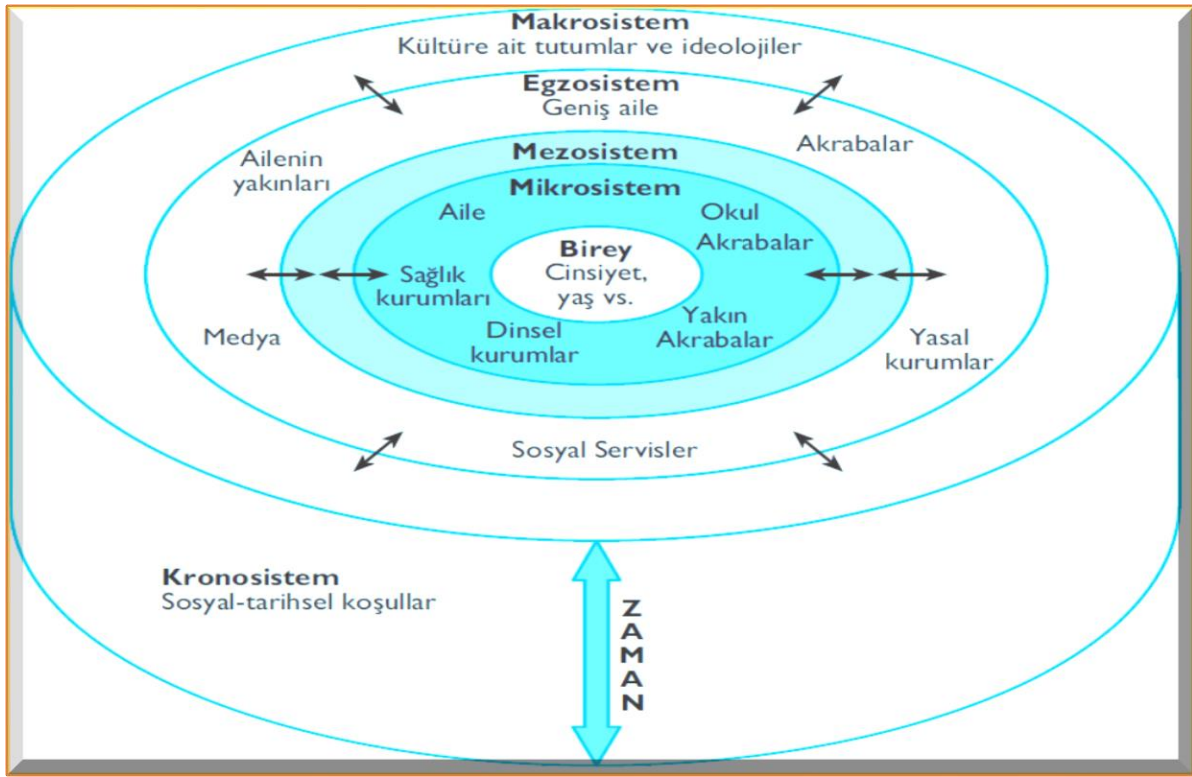 Makrosistem
Kültüre ait tutumlar ve ideolojiler
Egzosistem
Geniş aile
Ailenin
yakınları
Akrabalar
Mezosistem
Mikrosistem
Aile
Okul
Akrabalar
Birey
Cinsiyet,
yaş vs.
Sağlık
kurumları
Dinsel
kurumlar
Yakın
Akrabalar
Medya
Yasal
kurumlar
Sosyal Servisler
Kronosistem
Sosyal-tarihsel koşullar
Z
A
M
A
N